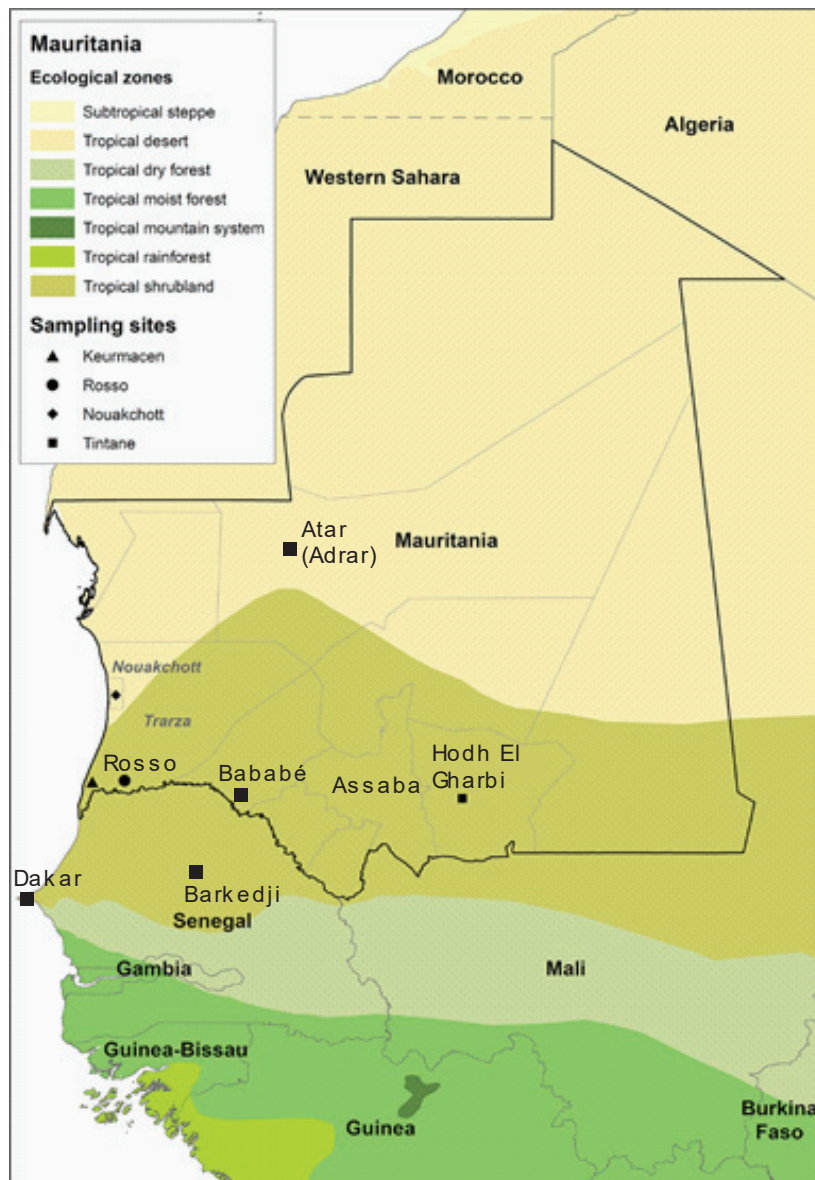 Mauritania
Ecological zones
Subtropical steppe
Tropical desert
Tropical dry forest
Tropical moist forest
Tropical mountain system
Tropical rainforest
Tropical shrubland
Sampling sites
Keurmacen
Rosso
Nouakchott
Tintane
Morocco
Algeria
Western Sahara
Atar
(Adrar)
Mauritania
Nouakchott
Trarza
Rosso
Bababé
Assaba
Hodh El
Gharbi
Dakar
Barkedji
Senegal
Gambia
Mali
Guinea-Bissau
Guinea
Burkina
Faso